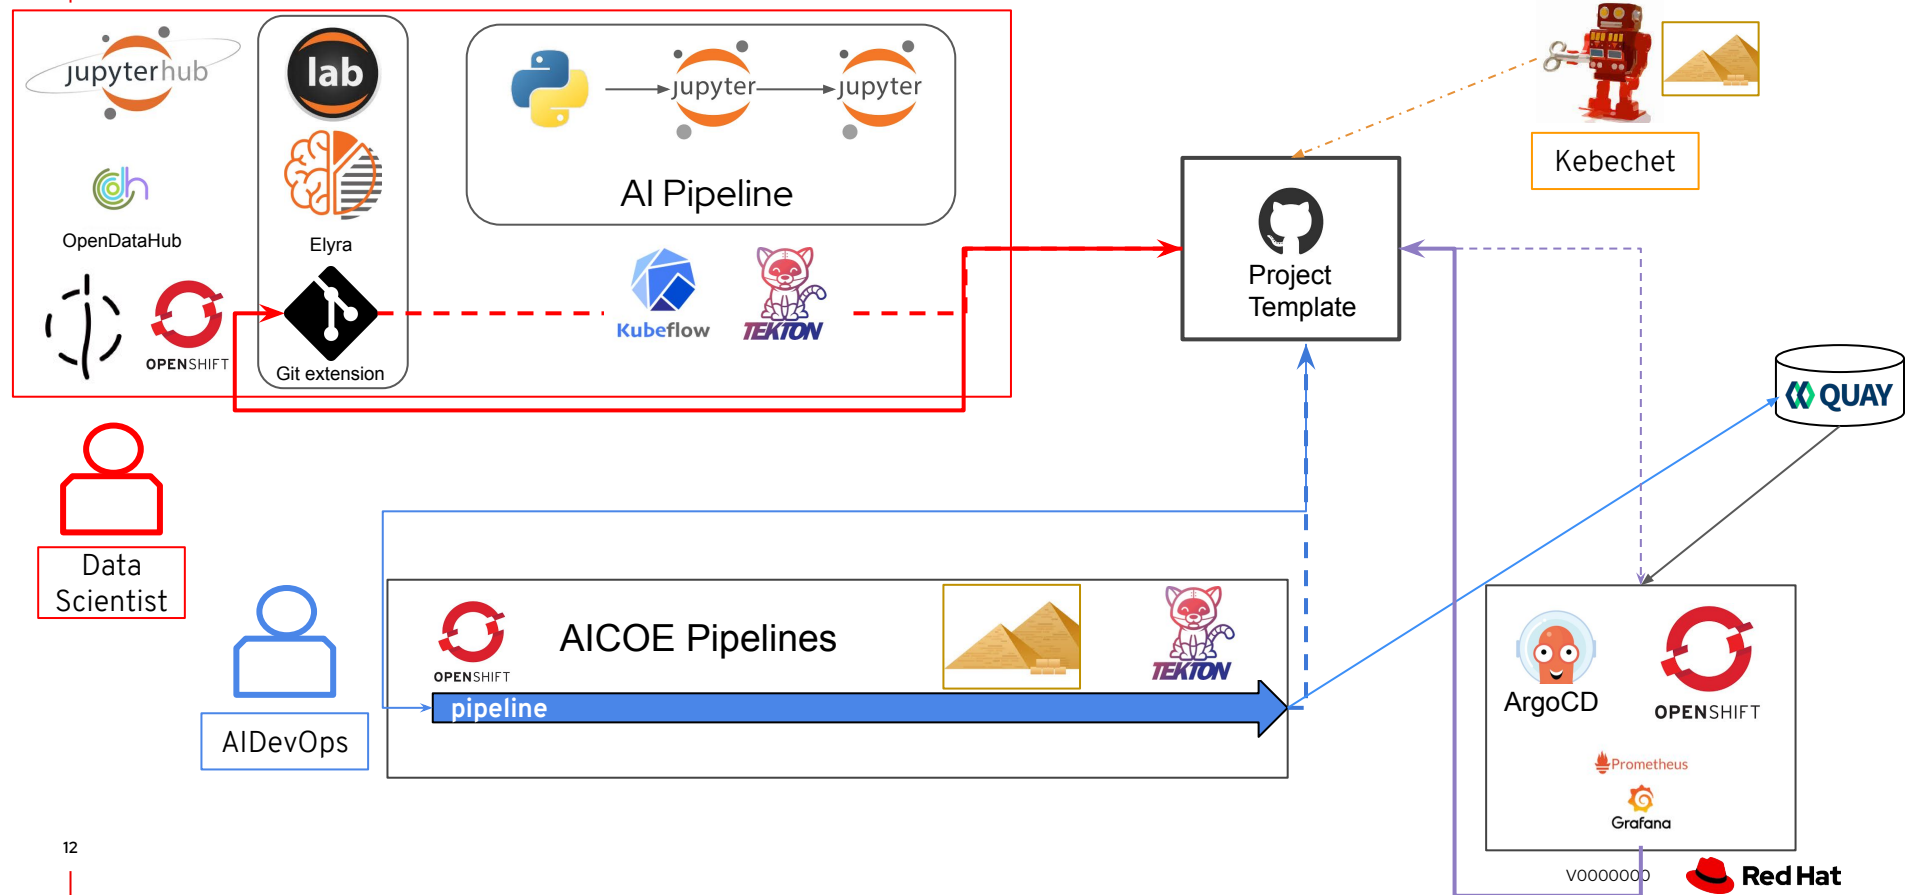 jupyterhub
lab
jupyter
jupyter
AI Pipeline
OpenDataHub
Elyra
OPENSHIFT
Git extension
Kubeflow
TEKTON
Kebechet
Project
Template
QUAY
Data
Scientist
AIDevOps
OPENSHIFT
AICOE Pipelines
TEKTON
pipeline
ArgoCD
OPENSHIFT
Prometheus
Grafana
12
V0000000
Red Hat